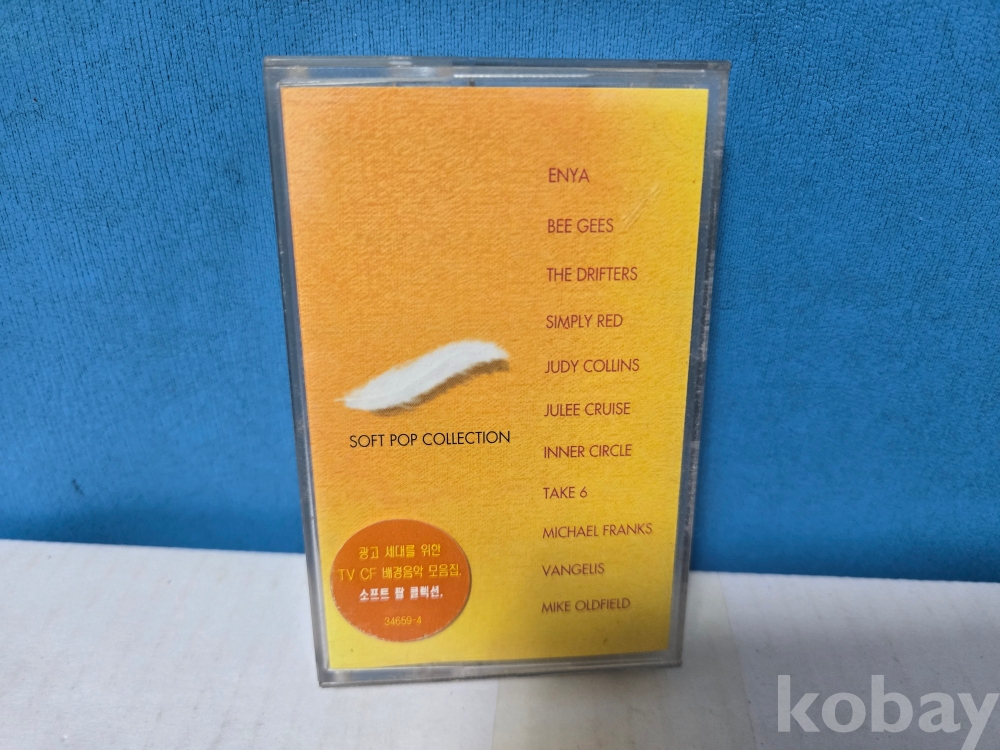 ENYA
BEE GEES
THE DRIFTERS
SIMPLY RED
JUDY COLLINS
JULEE CRUISE
INNER CIRCLE
TAKE 6
MICHAEL FRANKS
VANGELIS
MIKE OLDFIELD
SOFT POP COLLECTION
광고 세대를 위한
TV CF 배경음악 모음집.
소프트 팝 클렉션.
34659-4
kobay